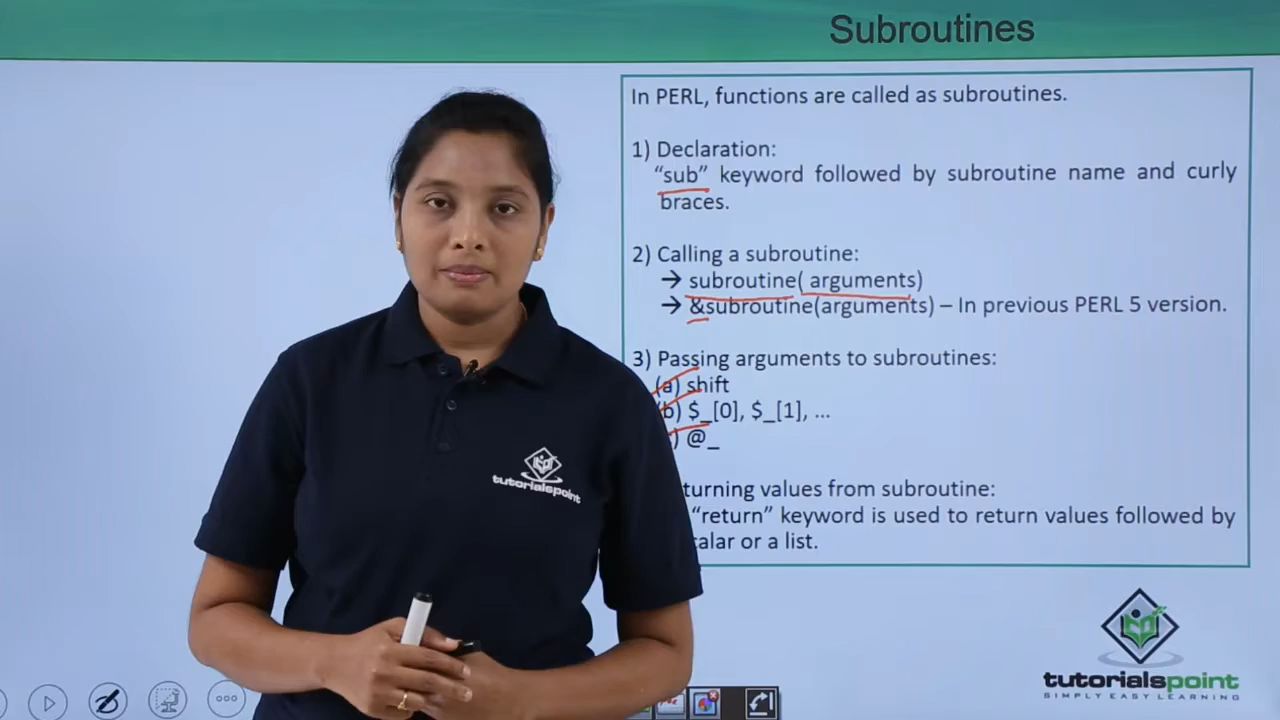 Subroutines
In PERL, functions are called as subroutines.
1) Declaration:
“sub” keyword followed by subroutine name and curly
braces.
2) Calling a subroutine:
→ subroutine( arguments)
→ &subroutine(arguments) – In previous PERL 5 version.
3) Passing arguments to subroutines:
(a) shift
(b) $_[0], $_[1], ...
) @_
turning values from subroutine:
“return” keyword is used to return values followed by
calar or a list.
tutorialspoint
tutorialspoint
SIMPLY EASY LEARNING